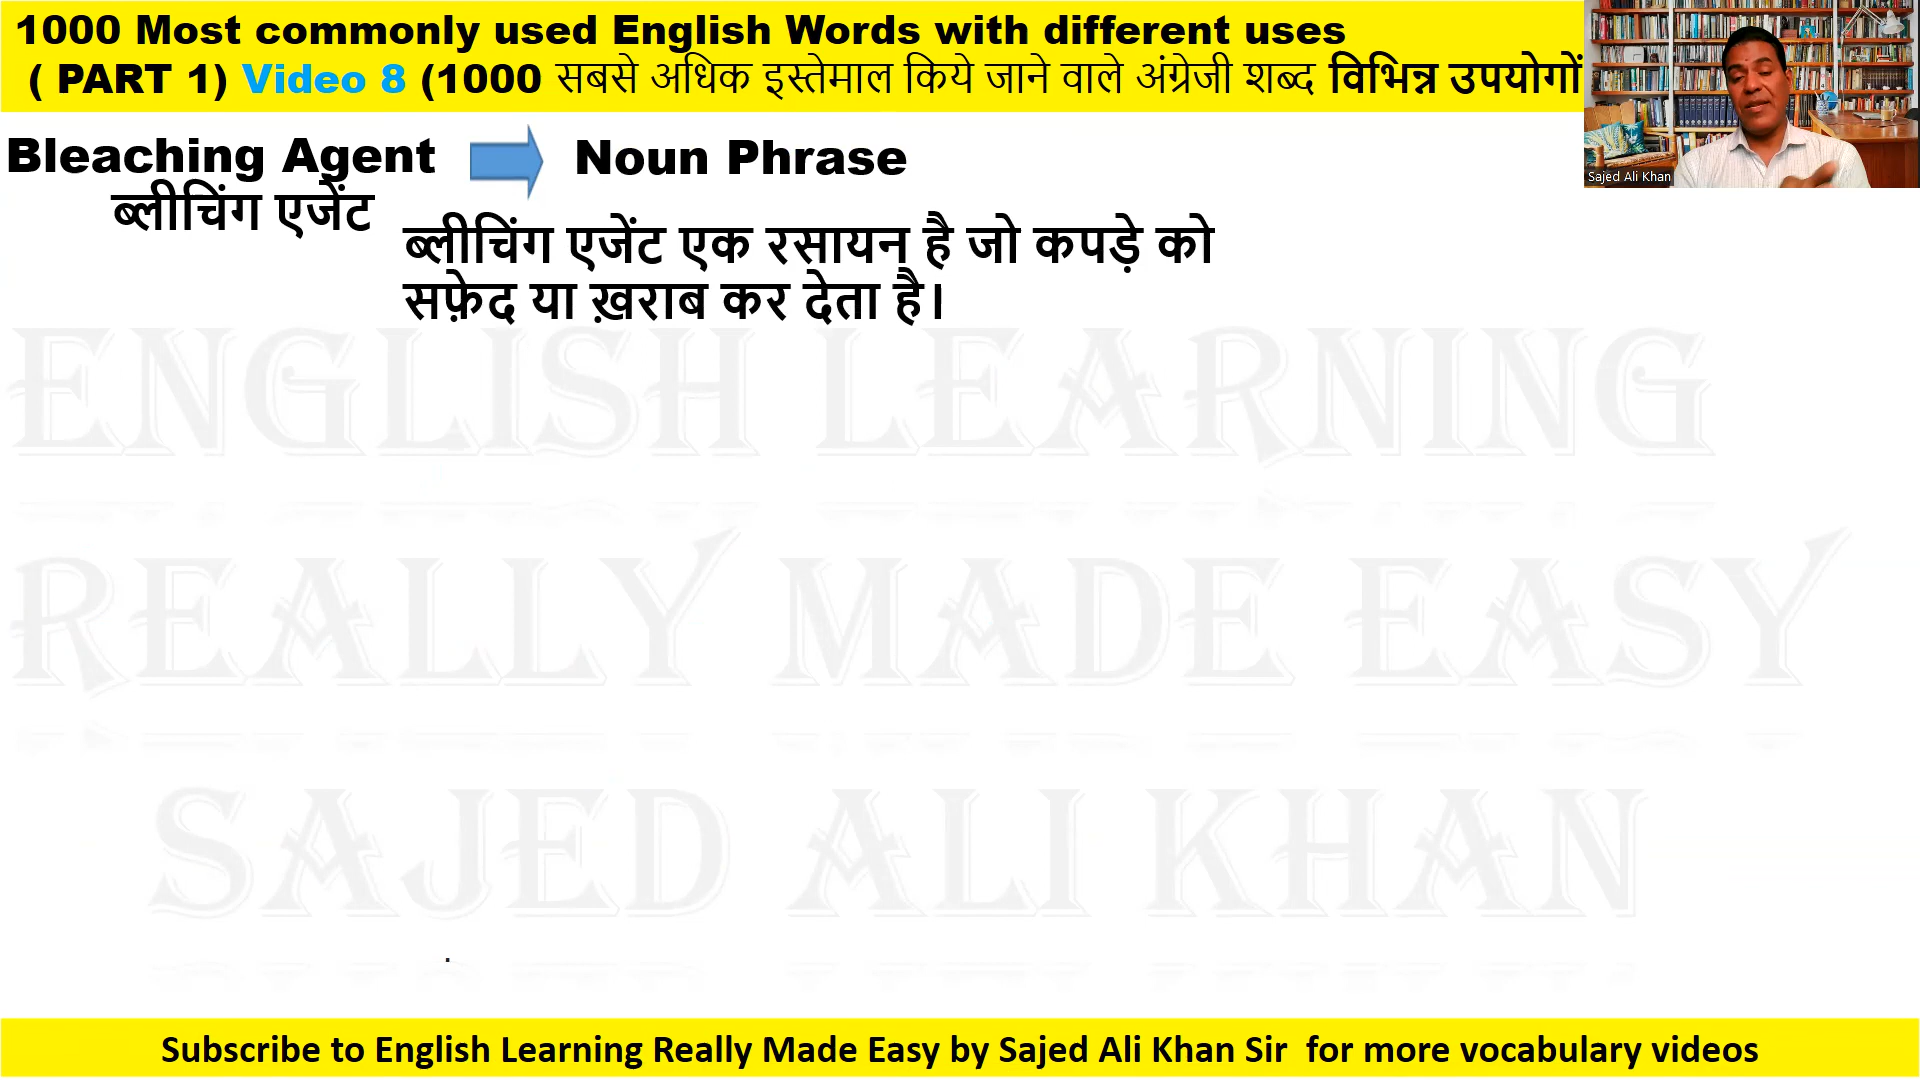 1000 Most commonly used English Words with different uses
( PART 1) Video 8 (1000 सबसे अधिक इस्तेमाल किये जाने वाले अंग्रेजी शब्द विभिन्न उपयोगों
Sajed Ali Khan
Bleaching Agent
Noun Phrase
ब्लीचिंग एजेंट
ब्लीचिंग एजेंट एक रसायन है जो कपड़े को
सफ़ेद या ख़राब कर देता है।
ENGLISH LEARNING
REALLY MADE EASY
SAJED ALI KHAN
.
Subscribe to English Learning Really Made Easy by Sajed Ali Khan Sir for more vocabulary videos